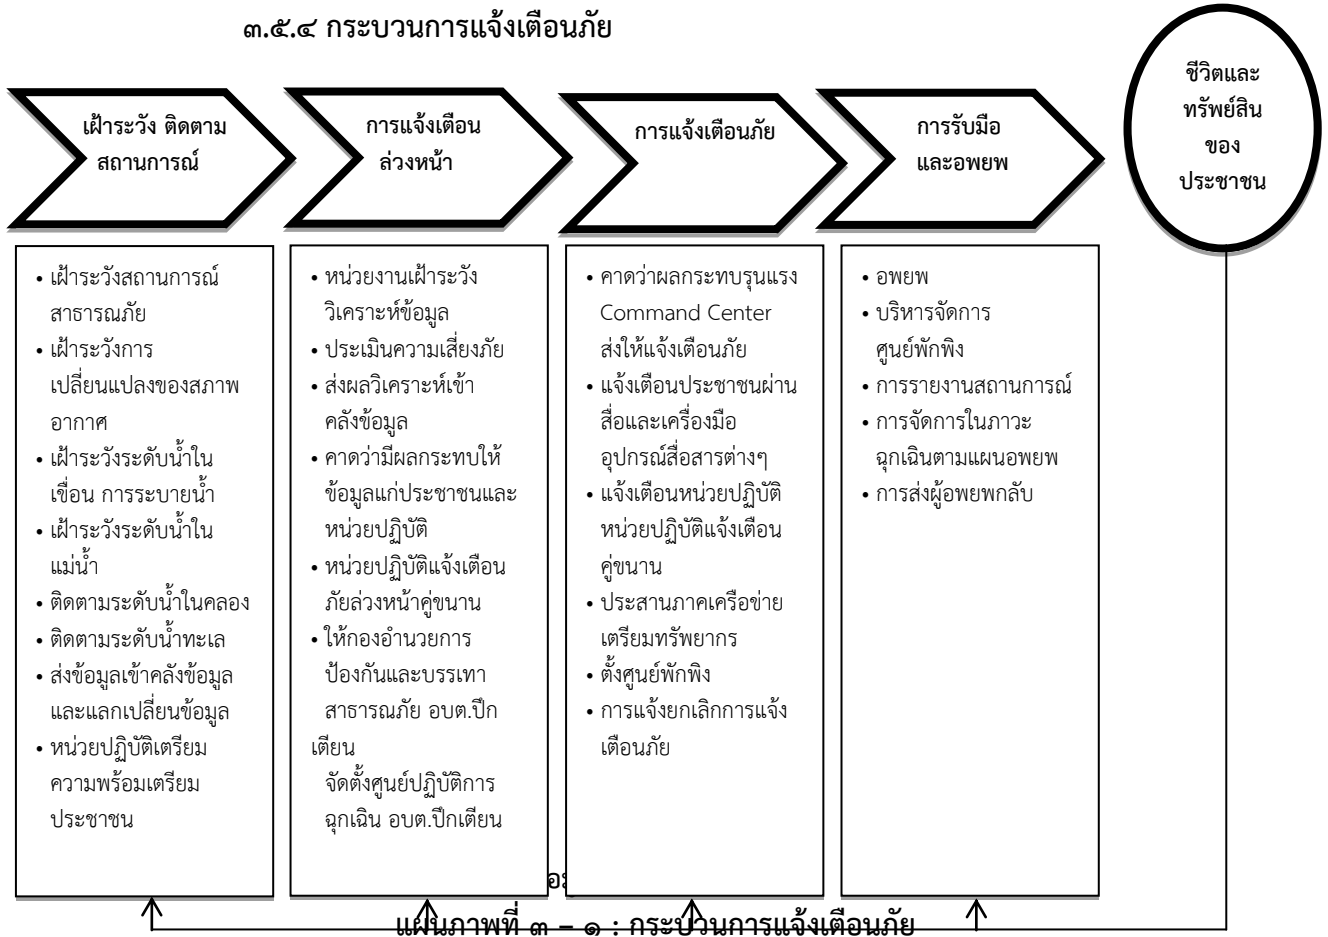 ๓.๕.๔ กระบวนการแจ้งเตือนภัย
เฝ้าระวัง ติดตาม
สถานการณ์
การแจ้งเตือน
ล่วงหน้า
การแจ้งเตือนภัย
การรับมือ
และอพยพ
ชีวิตและ
ทรัพย์สิน
ของ
ประชาชน
• เฝ้าระวังสถานการณ์
สาธารณภัย
• เฝ้าระวังการ
เปลี่ยนแปลงของสภาพ
อากาศ
• เฝ้าระวังระดับน้ำใน
เขื่อน การระบายน้ำ
• เฝ้าระวังระดับน้ำใน
แม่น้ำ
• ติดตามระดับน้ำในคลอง
• ติดตามระดับน้ำทะเล
• ส่งข้อมูลเข้าคลังข้อมูล
และแลกเปลี่ยนข้อมูล
• หน่วยปฏิบัติเตรียม
ความพร้อมเตรียม
ประชาชน
• หน่วยงานเฝ้าระวัง
วิเคราะห์ข้อมูล
• ประเมินความเสี่ยงภัย
• ส่งผลวิเคราะห์เข้า
คลังข้อมูล
• คาดว่ามีผลกระทบให้
ข้อมูลแก่ประชาชนและ
หน่วยปฏิบัติ
• หน่วยปฏิบัติแจ้งเตือน
ภัยล่วงหน้าคู่ขนาน
• ให้กองอำนวยการ
ป้องกันและบรรเทา
สาธารณภัย อบต.ปึก
เตียน
จัดตั้งศูนย์ปฏิบัติการ
ฉุกเฉิน อบต.ปึกเตียน
• คาดว่าผลกระทบรุนแรง
Command Center
ส่งให้แจ้งเตือนภัย
• แจ้งเตือนประชาชนผ่าน
สื่อและเครื่องมือ
อุปกรณ์สื่อสารต่างๆ
• แจ้งเตือนหน่วยปฏิบัติ
หน่วยปฏิบัติแจ้งเตือน
คู่ขนาน
• ประสานภาคเครือข่าย
เตรียมทรัพยากร
• ตั้งศูนย์พักพิง
• การแจ้งยกเลิกการแจ้ง
เตือนภัย
• อพยพ
• บริหารจัดการ
ศูนย์พักพิง
• การรายงานสถานการณ์
• การจัดการในภาวะ
ฉุกเฉินตามแผนอพยพ
• การส่งผู้อพยพกลับ
แผนภาพที่ ๓ – ๑ : กระบวนการแจ้งเตือนภัย